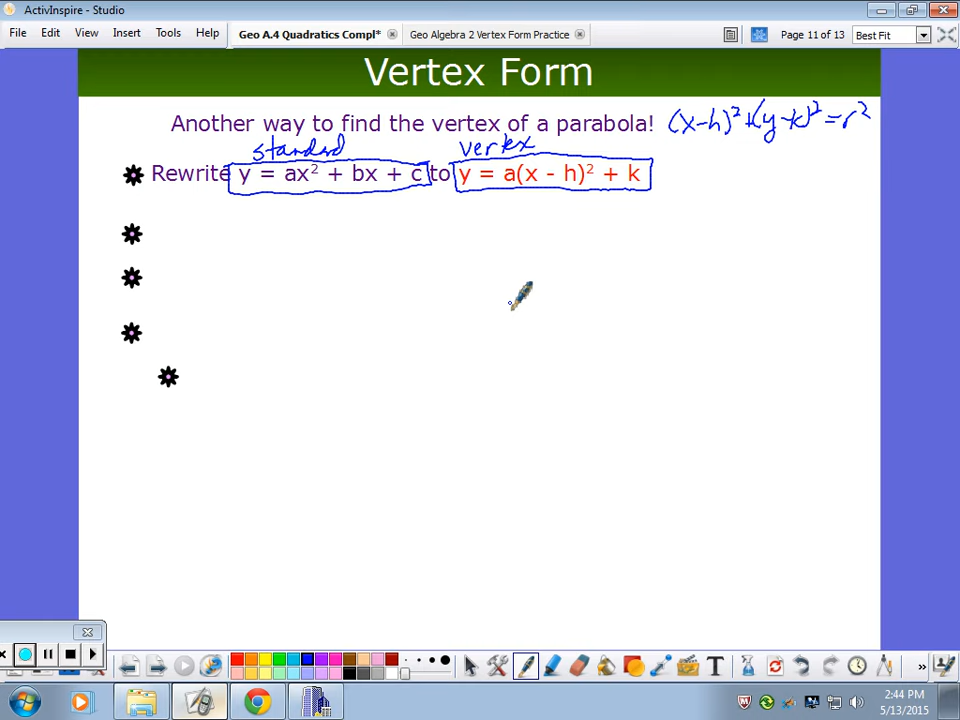 ActivInspire - Studio
File Edit View Insert Tools Help
Geo A.4 Quadratics Compl* Geo Algebra 2 Vertex Form Practice
Page 11 of 13 Best Fit
Vertex Form
Another way to find the vertex of a parabola! (x-h)²+(y-k)²=r²
standard vertex
Rewrite y = ax² + bx + c to y = a(x - h)² + k
T
»
2:44 PM
5/13/2015